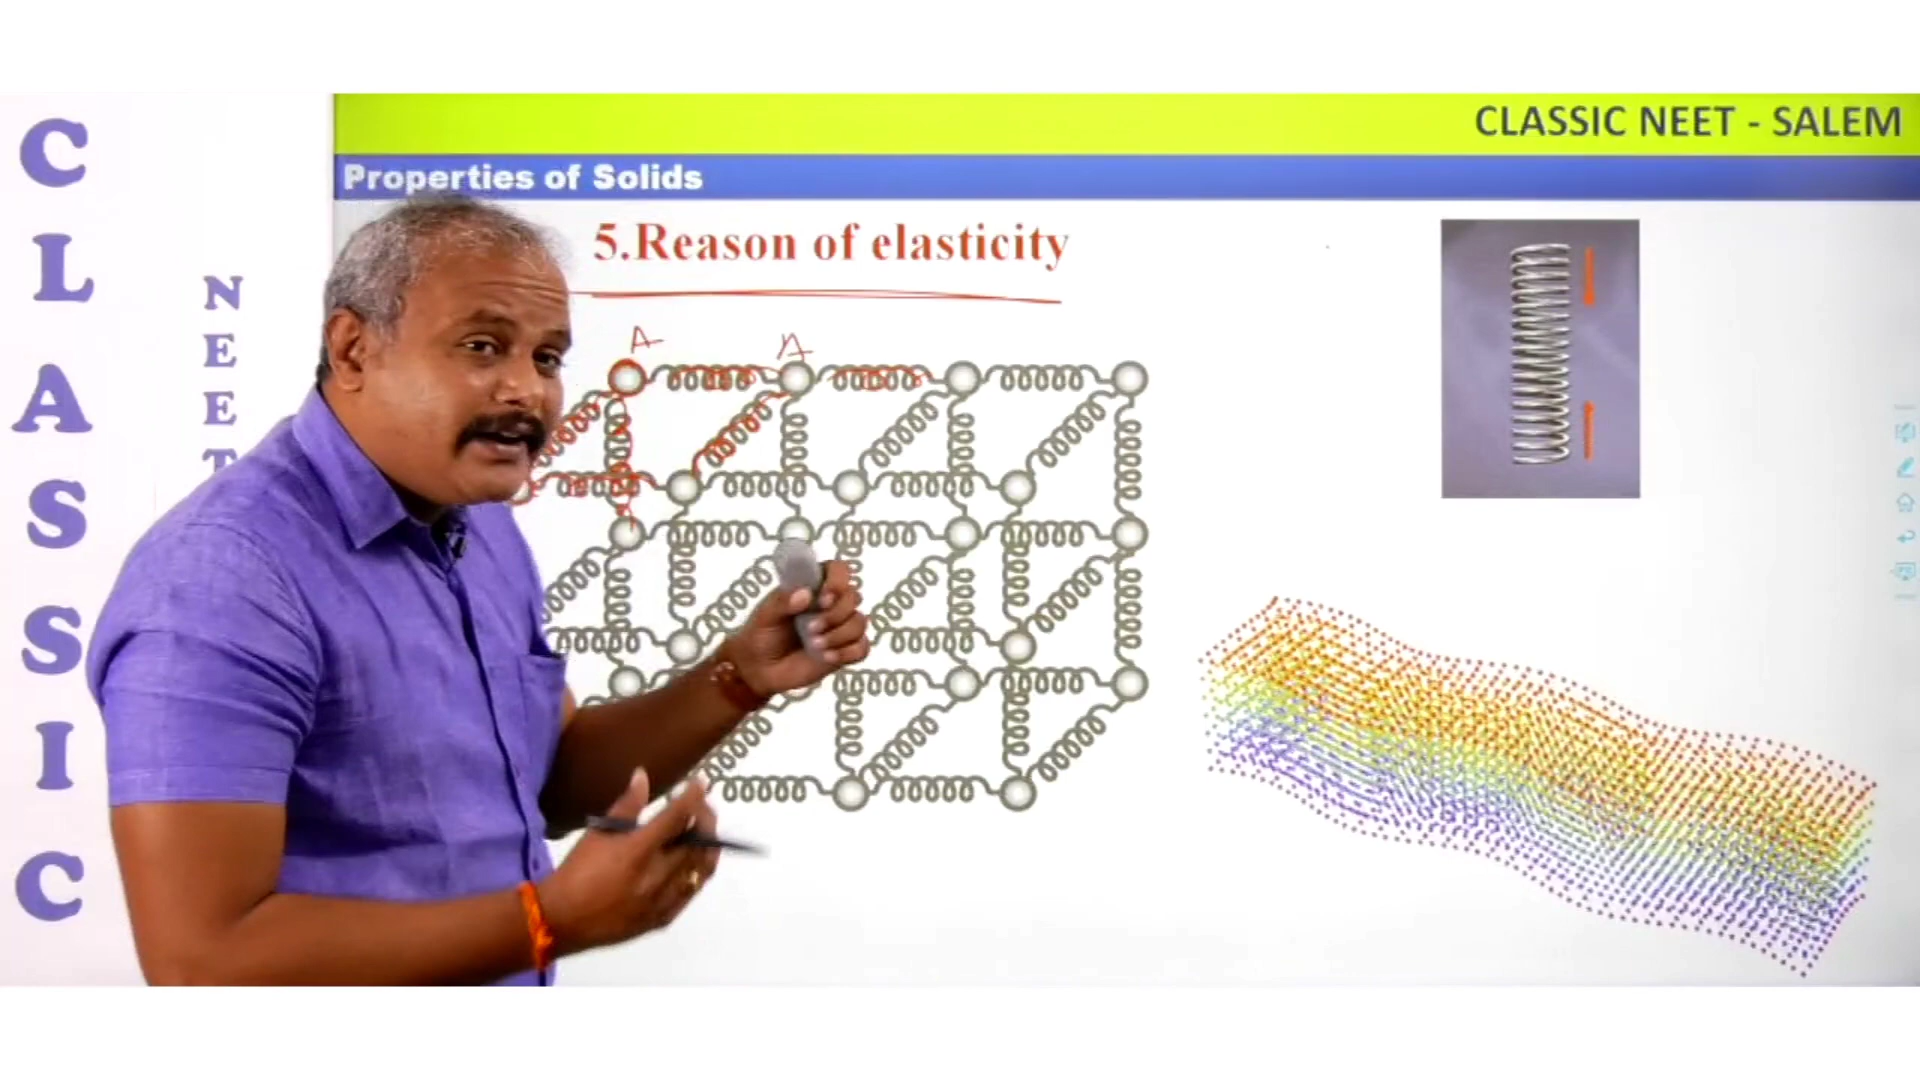 CLASSIC
NEET
CLASSIC NEET - SALEM
Properties of Solids
5.Reason of elasticity
A
A